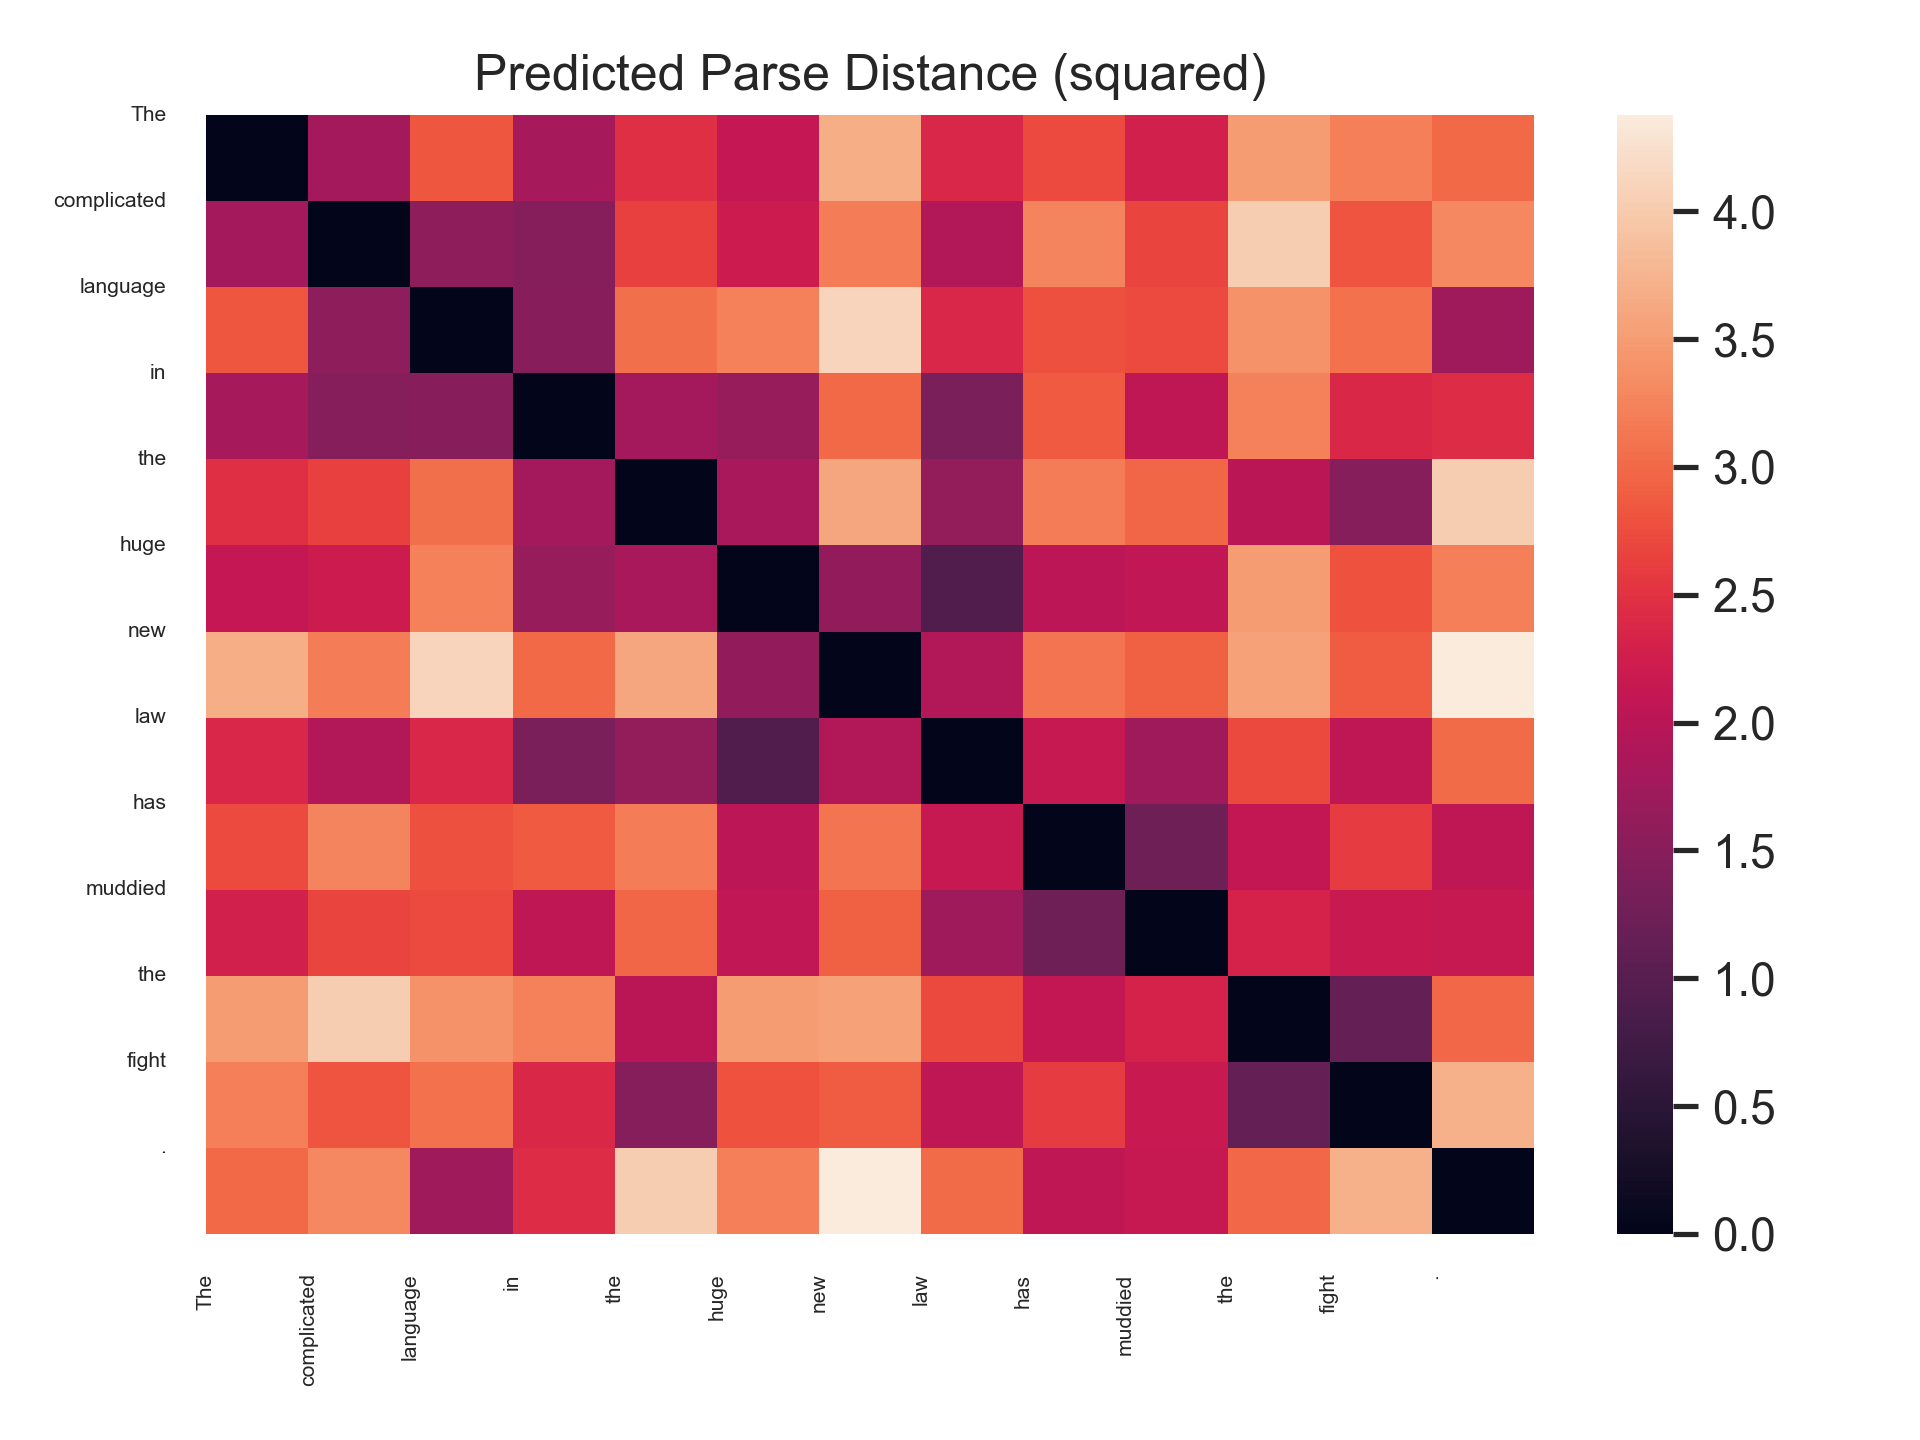 Predicted Parse Distance (squared)
The
complicated
language
in
the
huge
new
law
has
muddied
the
fight
.
4.0
3.5
3.0
2.5
2.0
1.5
1.0
0.5
0.0
The
complicated
language
in
the
huge
new
law
has
muddied
the
fight
.